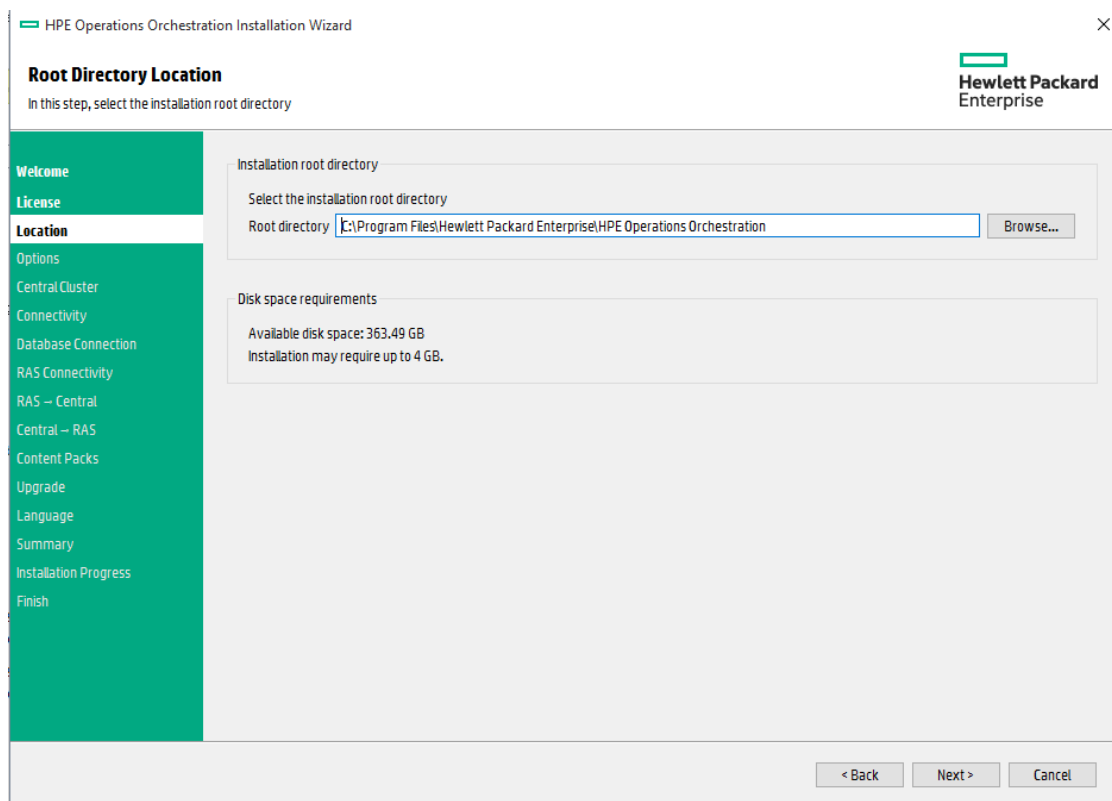 HPE Operations Orchestration Installation Wizard
Root Directory Location
In this step, select the installation root directory
Hewlett Packard
Enterprise
Welcome
License
Location
Options
Central Cluster
Connectivity
Database Connection
RAS Connectivity
RAS – Central
Central – RAS
Content Packs
Upgrade
Language
Summary
Installation Progress
Finish
Installation root directory
Select the installation root directory
Root directory C:\Program Files\Hewlett Packard Enterprise\HPE Operations Orchestration Browse...
Disk space requirements
Available disk space: 363.49 GB
Installation may require up to 4 GB.
< Back Next > Cancel